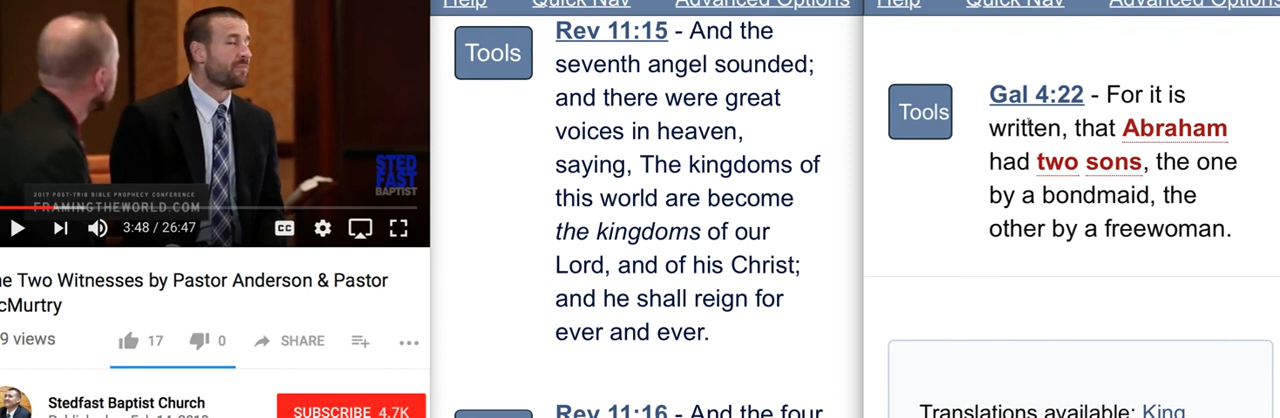 STED
FAST
BAPTIST
2017 POST-TRIB BIBLE PROPHECY CONFERENCE
FRAMINGTHEWORLD.COM
3:48 / 26:47
CC
e Two Witnesses by Pastor Anderson & Pastor
cMurtry
9 views
17
0
SHARE
Stedfast Baptist Church
SUBSCRIBE 4.7K
Help Quick Nav Advanced Options
Tools
Rev 11:15 - And the
seventh angel sounded;
and there were great
voices in heaven,
saying, The kingdoms of
this world are become
the kingdoms of our
Lord, and of his Christ;
and he shall reign for
ever and ever.
Rev 11:16 - And the four
Help Quick Nav Advanced Options
Tools
Gal 4:22 - For it is
written, that Abraham
had two sons, the one
by a bondmaid, the
other by a freewoman.
Translations available: King